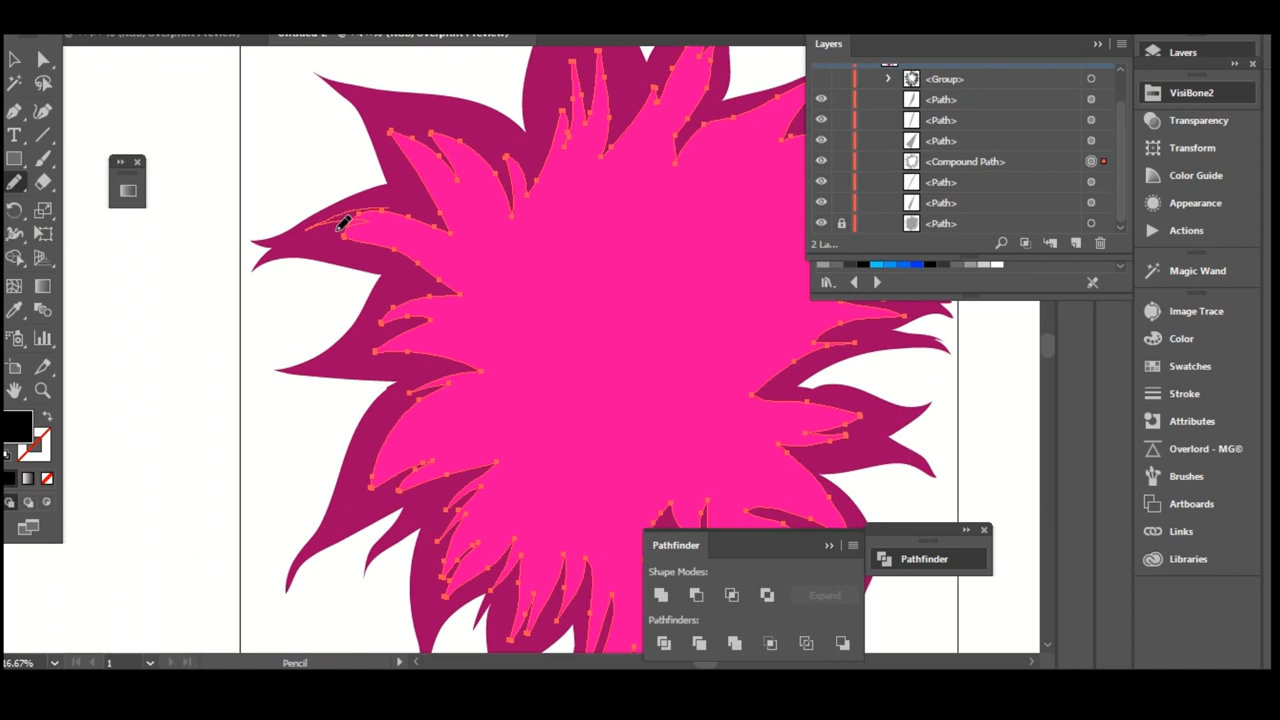 Layers
<Group>
<Path>
<Path>
<Path>
<Compound Path>
<Path>
<Path>
<Path>
2 La...
Layers
VisiBone2
Transparency
Transform
Color Guide
Appearance
Actions
Magic Wand
Image Trace
Color
Swatches
Stroke
Attributes
Overlord - MG©
Brushes
Artboards
Links
Libraries
Pathfinder
Pathfinder
Shape Modes:
Expand
Pathfinders:
16.67%
1
Pencil